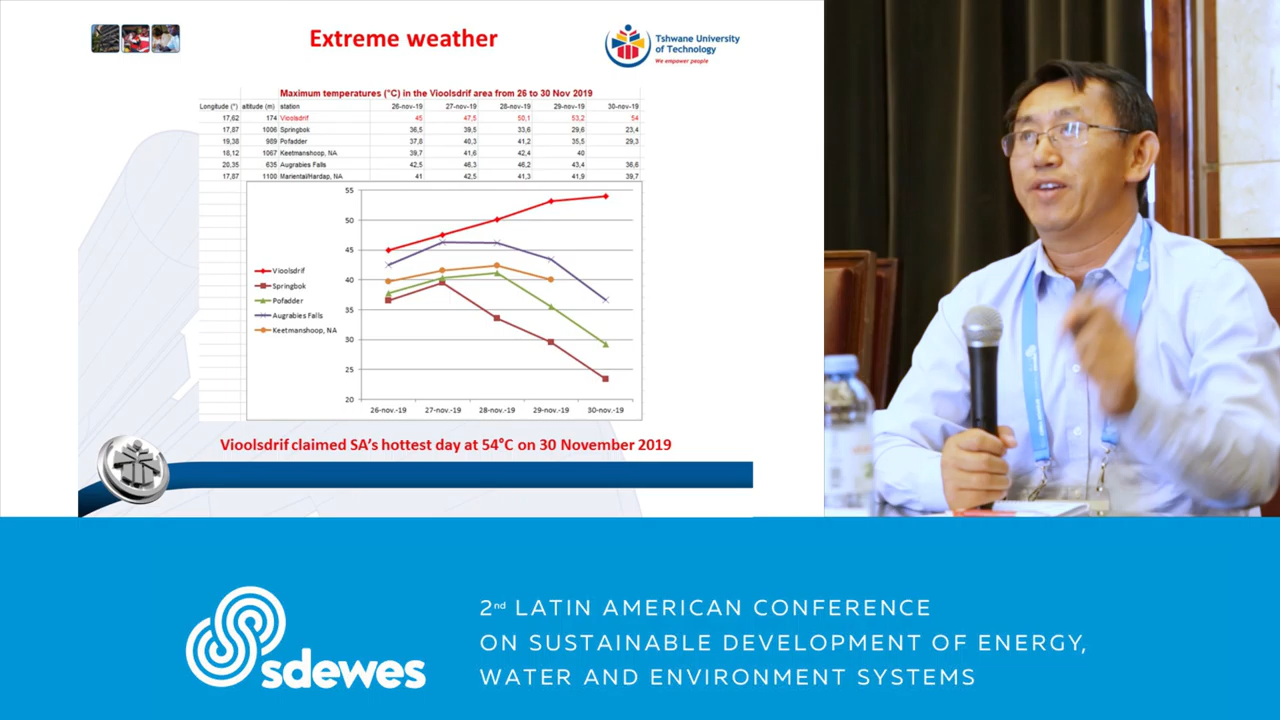 Extreme weather
Tshwane University
of Technology
We empower people
Maximum temperatures (°C) in the Vioolsdrif area from 26 to 30 Nov 2019
Longitude (°) altitude (m) station 26-nov-19 27-nov-19 28-nov-19 29-nov-19 30-nov-19
17,62 174 Vioolsdrif 45 47,5 50,1 53,2 54
17,87 1006 Springbok 36,5 39,5 33,6 29,6 23,4
19,38 989 Pofadder 37,8 40,3 41,2 35,5 29,3
18,12 1067 Keetmanshoop, NA 39,7 41,6 42,4 40
20,35 635 Augrabies Falls 42,5 46,3 46,2 43,4 36,6
17,87 1100 Mariental/Hardap, NA 41 42,5 41,3 41,9 39,7
55
50
45
40
35
30
25
20
Vioolsdrif
Springbok
Pofadder
Augrabies Falls
Keetmanshoop, NA
26-nov.-19 27-nov.-19 28-nov.-19 29-nov.-19 30-nov.-19
Vioolsdrif claimed SA's hottest day at 54°C on 30 November 2019
sdewes
2nd LATIN AMERICAN CONFERENCE
ON SUSTAINABLE DEVELOPMENT OF ENERGY,
WATER AND ENVIRONMENT SYSTEMS